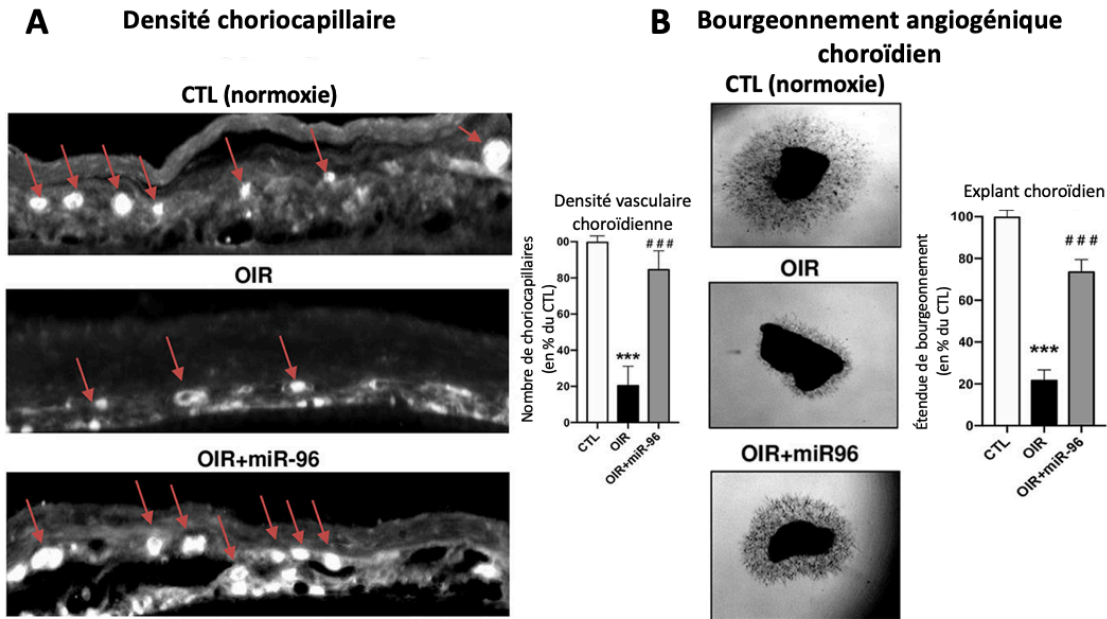 A
Densité choriocapillaire
CTL (normoxie)
OIR
OIR+miR-96
Densité vasculaire
choroïdienne
Nombre de choriocapillaires
(en % du CTL)
00
80
60
40
20
0
###
***
CTL
OIR
OIR+miR-96
B
Bourgeonnement angiogénique
choroïdien
CTL (normoxie)
OIR
OIR+miR96
Explant choroïdien
Étendue de bourgeonnement
(en % du CTL)
100
80
60
40
20
0
###
***
CTL
OIR
OIR+miR-96